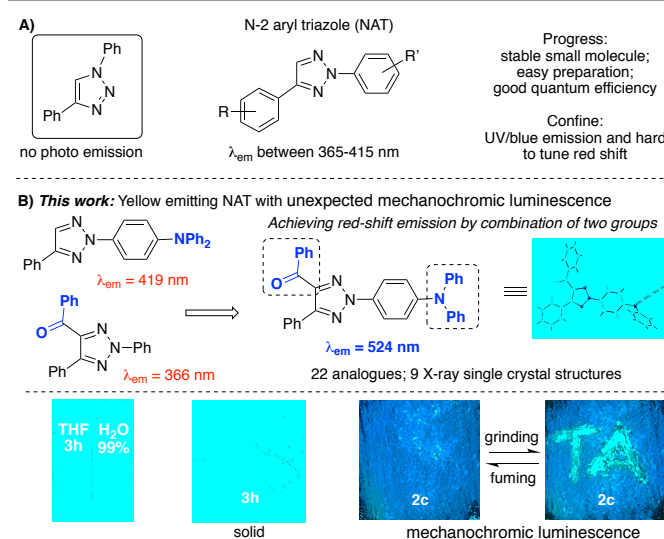 A)
N-2 aryl triazole (NAT)
Ph
N
N
N
Ph
no photo emission
N
N
N
R'
R
λem between 365-415 nm
Progress:
stable small molecule;
easy preparation;
good quantum efficiency
Confine:
UV/blue emission and hard
to tune red shift
B) This work: Yellow emitting NAT with unexpected mechanochromic luminescence
Achieving red-shift emission by combination of two groups
N
N
N
NPh2
Ph
λem = 419 nm
Ph
O
N
N
N
Ph
Ph
λem = 366 nm
Ph
O
N
N
N
Ph
N
Ph
Ph
λem = 524 nm
22 analogues; 9 X-ray single crystal structures
THF H2O
3h 99%
3h
solid
2c
grinding
fuming
TA
2c
mechanochromic luminescence